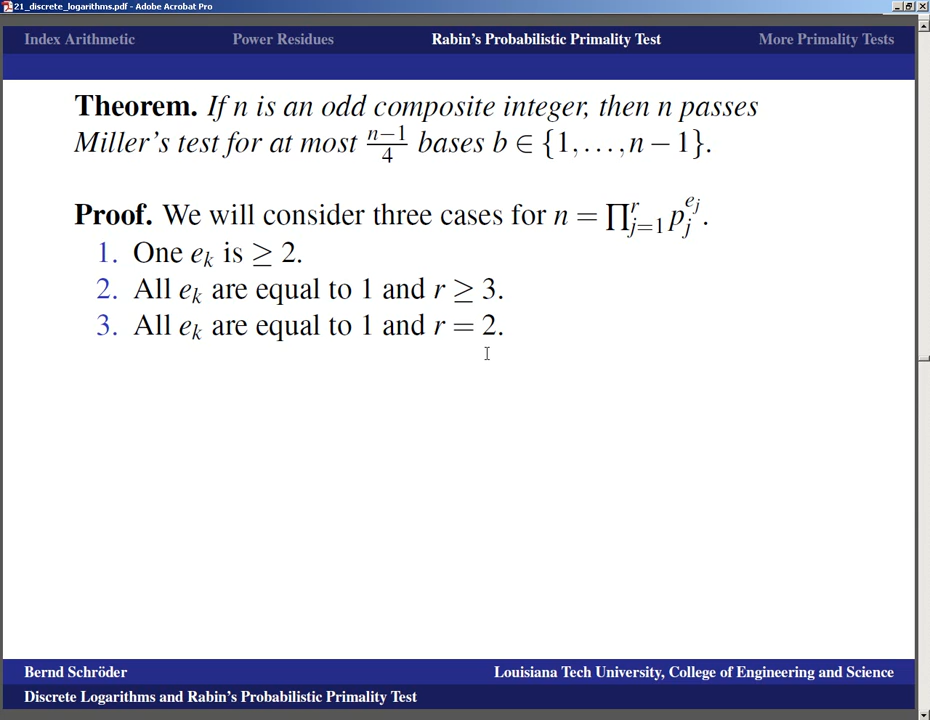 21_discrete_logarithms.pdf - Adobe Acrobat Pro
Index Arithmetic Power Residues Rabin's Probabilistic Primality Test More Primality Tests
Theorem. If n is an odd composite integer, then n passes
Miller's test for at most \frac{n-1}{4} bases b ∈ {1,...,n−1}.
Proof. We will consider three cases for n = ∏_{j=1}^{r} p_j^{e_j}.
1. One e_k is ≥ 2.
2. All e_k are equal to 1 and r ≥ 3.
3. All e_k are equal to 1 and r = 2.
Bernd Schröder Louisiana Tech University, College of Engineering and Science
Discrete Logarithms and Rabin's Probabilistic Primality Test